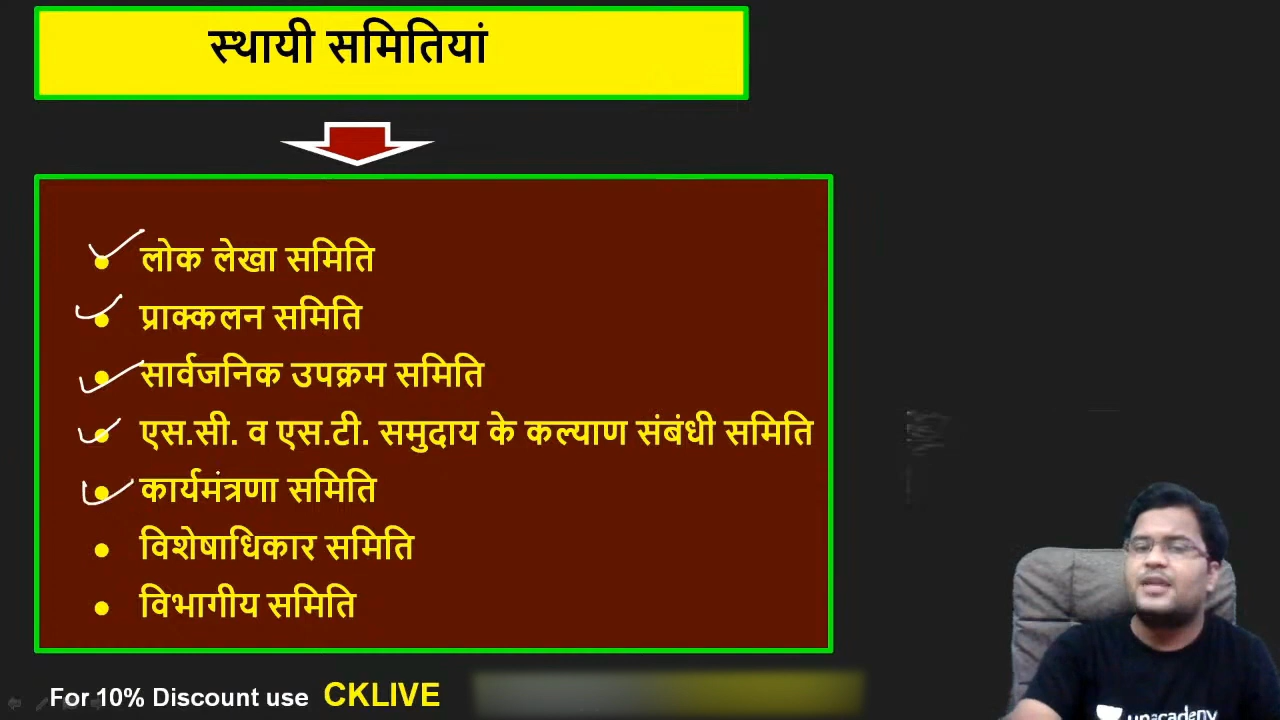 स्थायी समितियां
लोक लेखा समिति
प्राक्कलन समिति
सार्वजनिक उपक्रम समिति
एस.सी. व एस.टी. समुदाय के कल्याण संबंधी समिति
कार्यमंत्रणा समिति
विशेषाधिकार समिति
विभागीय समिति
For 10% Discount use CKLIVE
unacademy